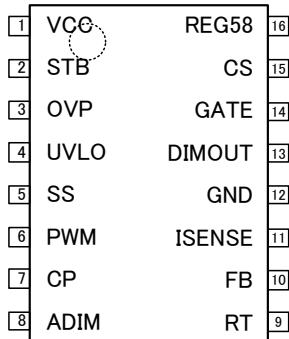 1 VCC REG58 16
2 STB CS 15
3 OVP GATE 14
4 UVLO DIMOUT 13
5 SS GND 12
6 PWM ISENSE 11
7 CP FB 10
8 ADIM RT 9